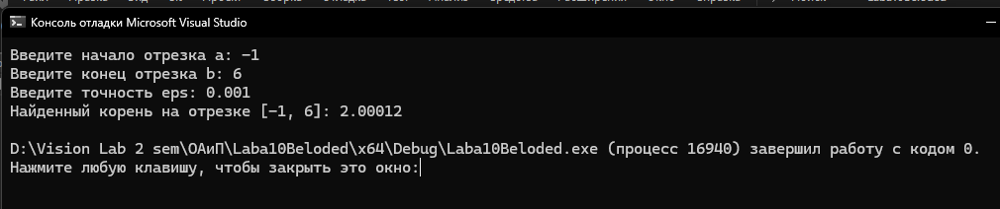 Консоль отладки Microsoft Visual Studio
Введите начало отрезка a: -1
Введите конец отрезка b: 6
Введите точность eps: 0.001
Найденный корень на отрезке [-1, 6]: 2.00012
D:\Vision Lab 2 sem\ОАиП\Laba10Beloded\x64\Debug\Laba10Beloded.exe (процесс 16940) завершил работу с кодом 0.
Нажмите любую клавишу, чтобы закрыть это окно: